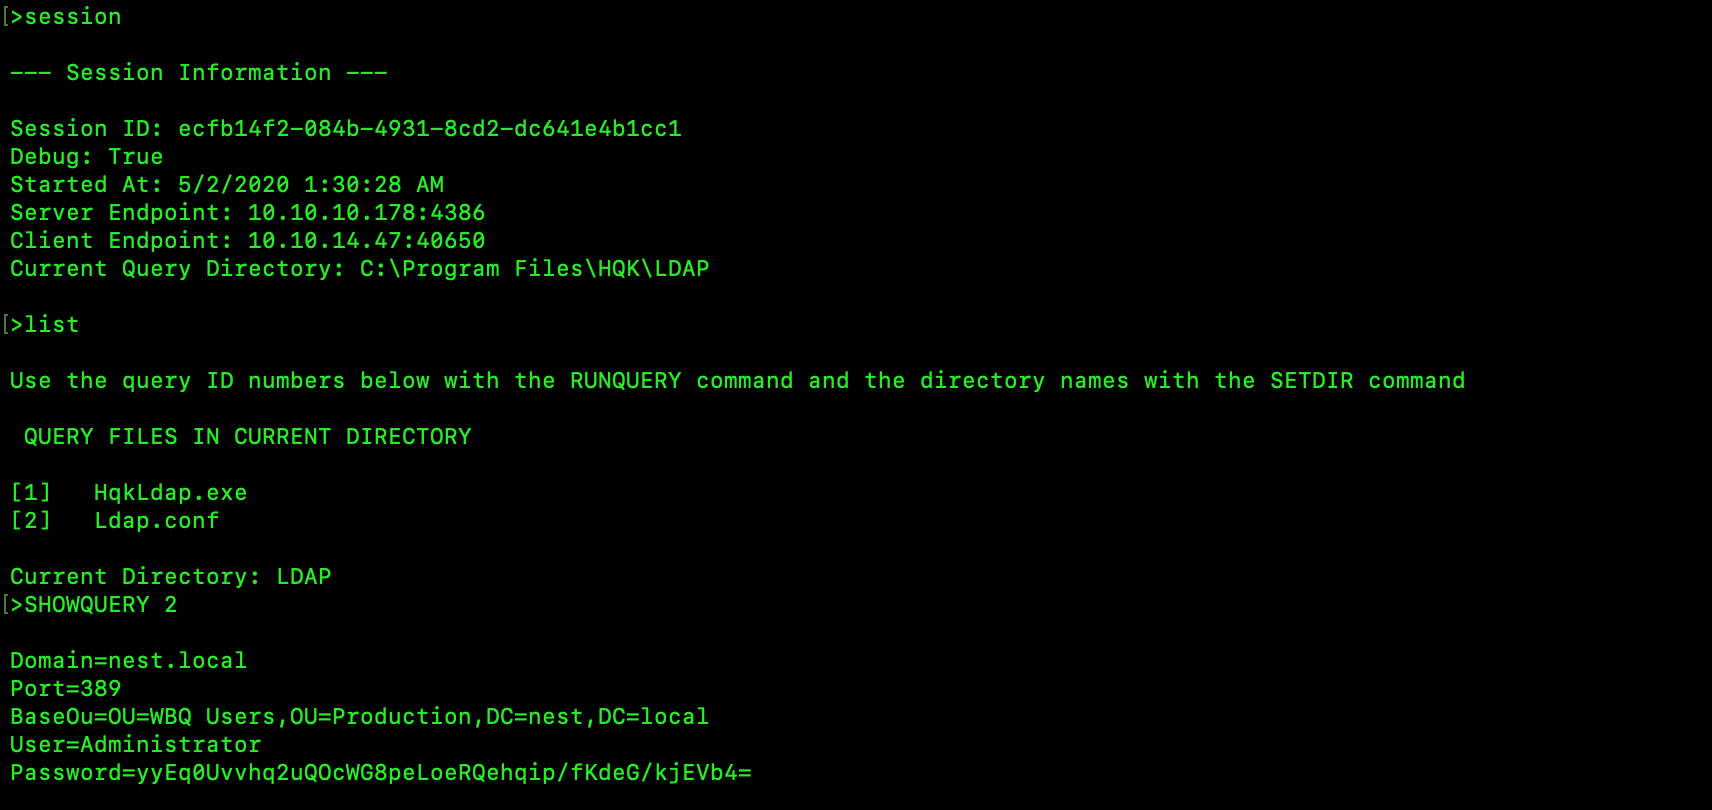 [>session
--- Session Information ---
Session ID: ecfb14f2-084b-4931-8cd2-dc641e4b1cc1
Debug: True
Started At: 5/2/2020 1:30:28 AM
Server Endpoint: 10.10.10.178:4386
Client Endpoint: 10.10.14.47:40650
Current Query Directory: C:\Program Files\HQK\LDAP
[>list
Use the query ID numbers below with the RUNQUERY command and the directory names with the SETDIR command
QUERY FILES IN CURRENT DIRECTORY
[1]   HqkLdap.exe
[2]   Ldap.conf
Current Directory: LDAP
[>SHOWQUERY 2
Domain=nest.local
Port=389
BaseOu=OU=WBQ Users,OU=Production,DC=nest,DC=local
User=Administrator
Password=yyEq0Uvvhq2uQOcWG8peLoeRQehqip/fKdeG/kjEVb4=